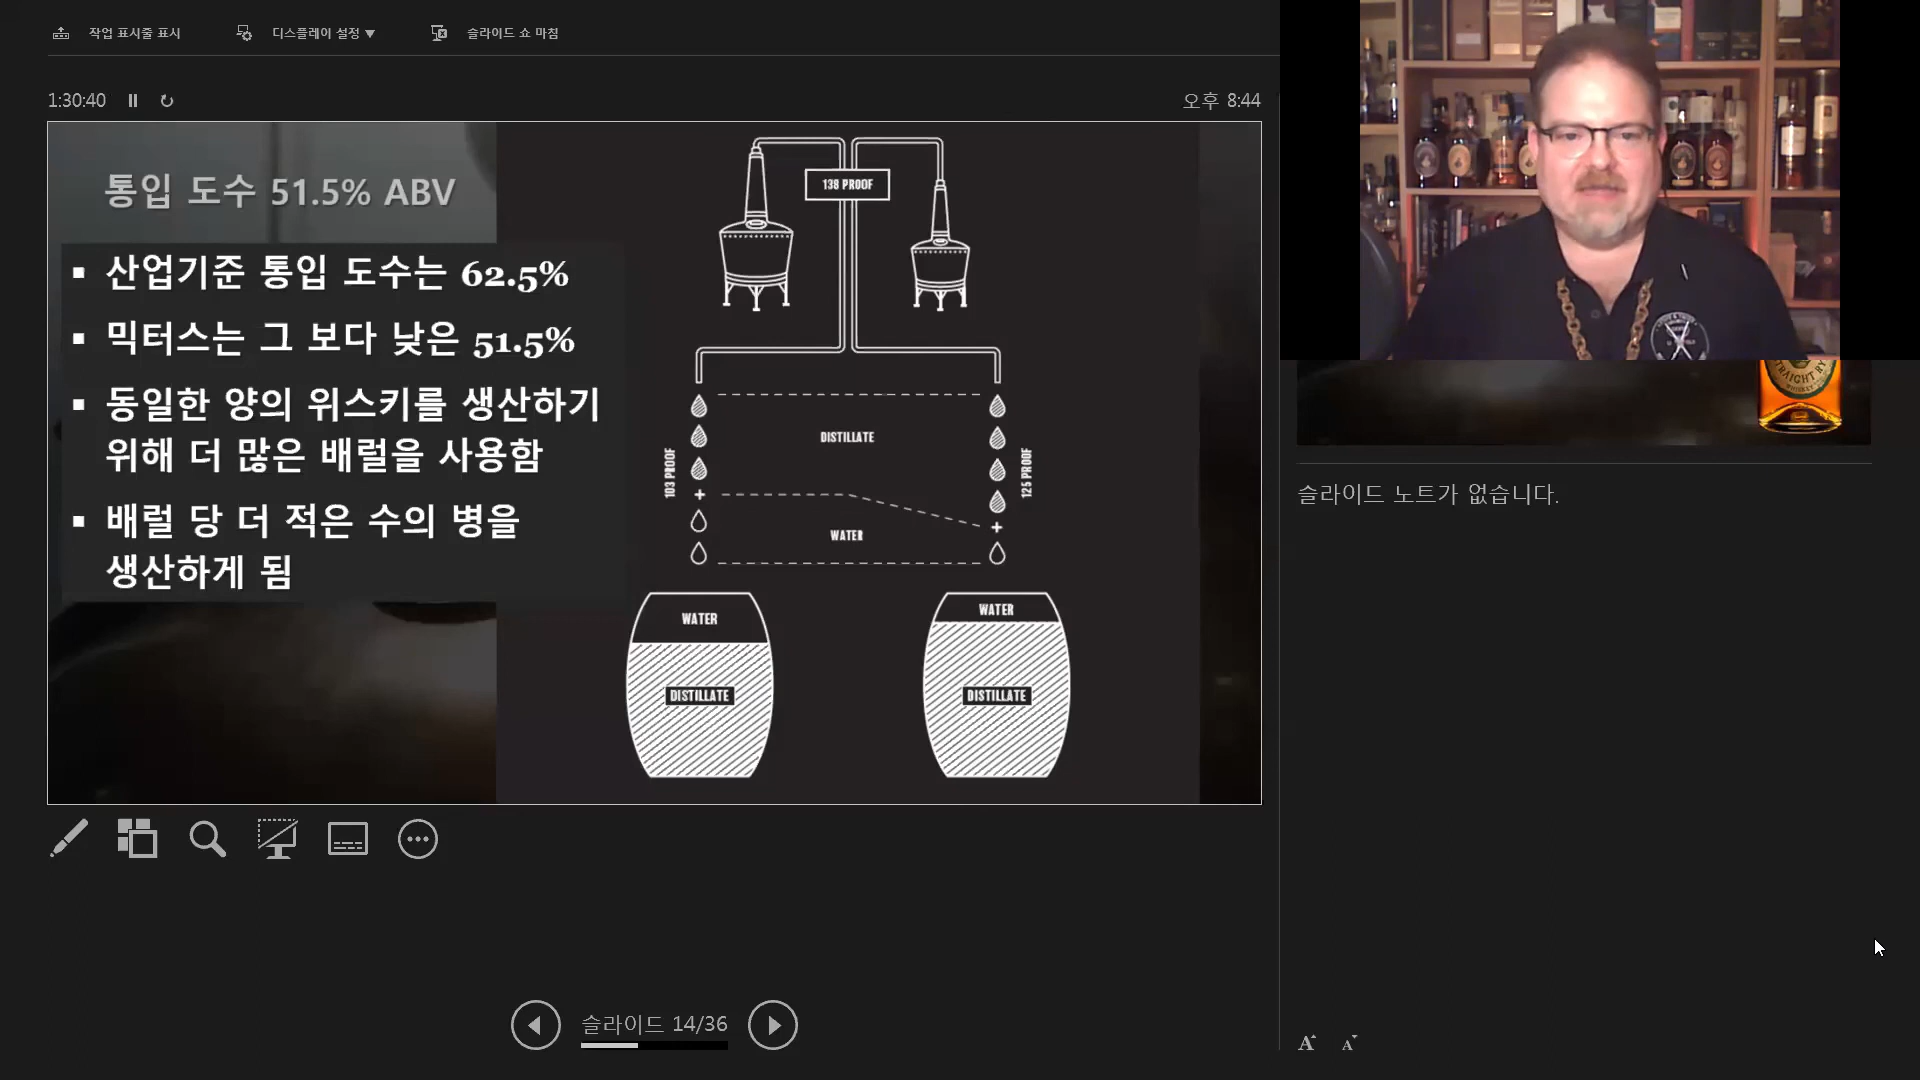 작업 표시줄 표시
디스플레이 설정 ▼
슬라이드 쇼 마침
1:30:40
오후 8:44
통입 도수 51.5% ABV
▪ 산업기준 통입 도수는 62.5%
▪ 믹터스는 그 보다 낮은 51.5%
▪ 동일한 양의 위스키를 생산하기
위해 더 많은 배럴을 사용함
▪ 배럴 당 더 적은 수의 병을
생산하게 됨
138 PROOF
DISTILLATE
103 PROOF
125 PROOF
WATER
WATER
DISTILLATE
WATER
DISTILLATE
슬라이드 노트가 없습니다.
슬라이드 14/36
A A